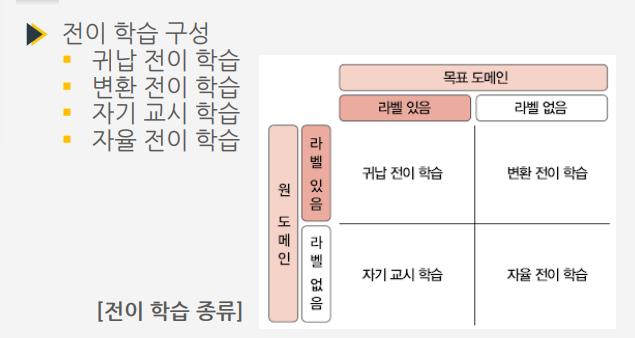 전이 학습 구성
귀납 전이 학습
변환 전이 학습
자기 교시 학습
자율 전이 학습
[전이 학습 종류]
목표 도메인
라벨 있음
라벨 없음
원 도메인
라벨 있음
귀납 전이 학습
변환 전이 학습
라벨 없음
자기 교시 학습
자율 전이 학습